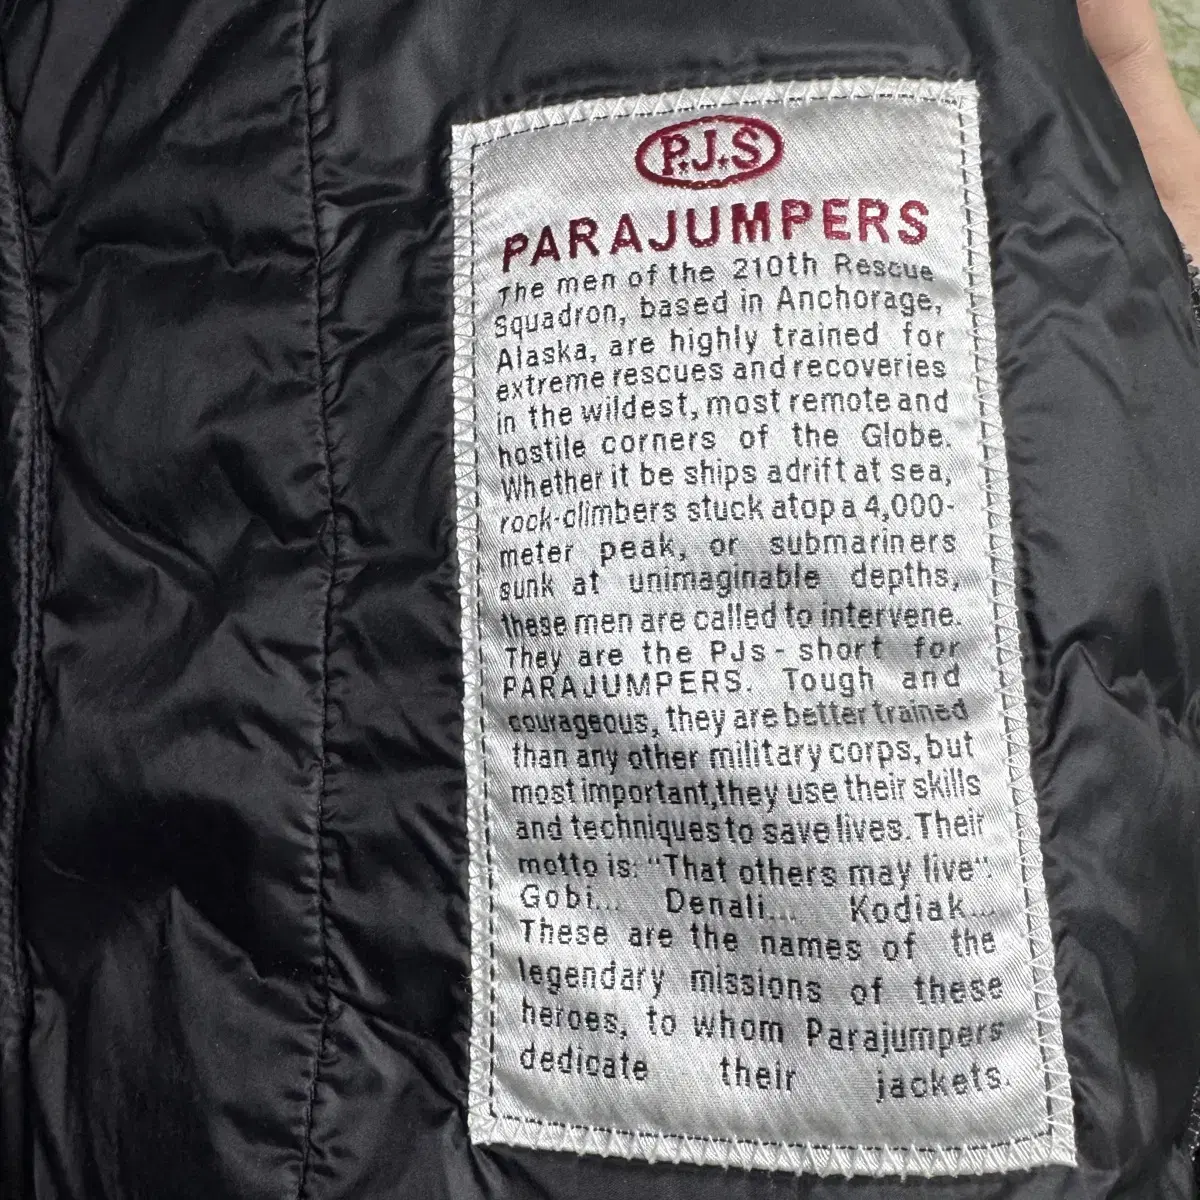 P.J.S
PARAJUMPERS
The men of the 210th Rescue
Squadron, based in Anchorage,
Alaska, are highly trained for
extreme rescues and recoveries
in the wildest, most remote and
hostile corners of the Globe.
Whether it be ships adrift at sea,
rock-climbers stuck atop a 4,000-
meter peak, or submariners
sunk at unimaginable depths,
these men are called to intervene.
They are the PJs - short for
PARAJUMPERS. Tough and
courageous, they are better trained
than any other military corps, but
most important,they use their skills
and techniques to save lives. Their
motto is: "That others may live".
Gobi... Denali... Kodiak...
These are the names of the
legendary missions of these
heroes, to whom Parajumpers
dedicate their jackets.